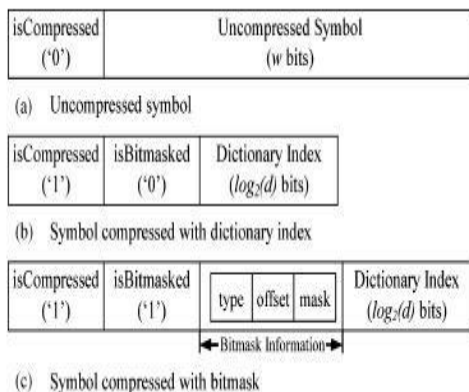 isCompressed Uncompressed Symbol
('0') (w bits)
(a) Uncompressed symbol
isCompressed isBitmasked Dictionary Index
('1') ('0') (log₂(d) bits)
(b) Symbol compressed with dictionary index
isCompressed isBitmasked type offset mask Dictionary Index
('1') ('1') (log₂(d) bits)
Bitmask Information
(c) Symbol compressed with bitmask